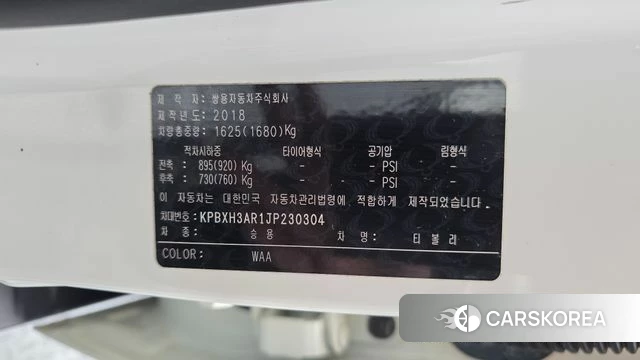 제 작 자: 쌍용자동차주식회사
제작년도: 2018
차량총중량: 1625(1680)Kg
적차시하중 타이어형식 공기압 림형식
전축: 895(920) Kg - - PSI -
후축: 730(760) Kg - - PSI -
이 자동차는 대한민국 자동차관리법령에 적합하게 제작되었습니다.
차대번호: KPBXH3AR1JP230304
차 종: 승용 차 명: 티볼리
COLOR: WAA
CARSKOREA